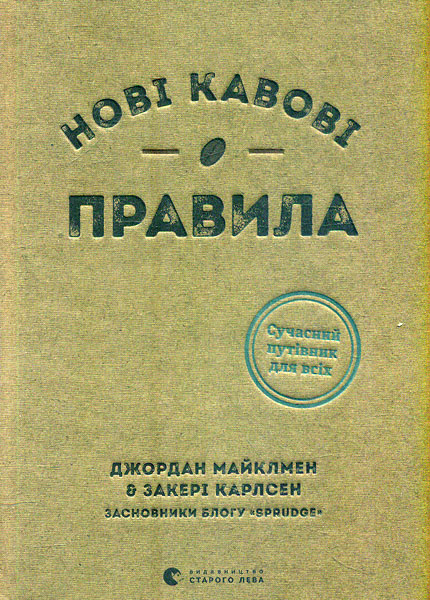 НОВІ КАВОВІ
ПРАВИЛА
Сучасний
путівник
для всіх
ДЖОРДАН МАЙКЛМЕН
& ЗАКЕРІ КАРЛСЕН
ЗАСНОВНИКИ БЛОГУ «SPRUDGE»
ВИДАВНИЦТВО
СТАРОГО ЛЕВА